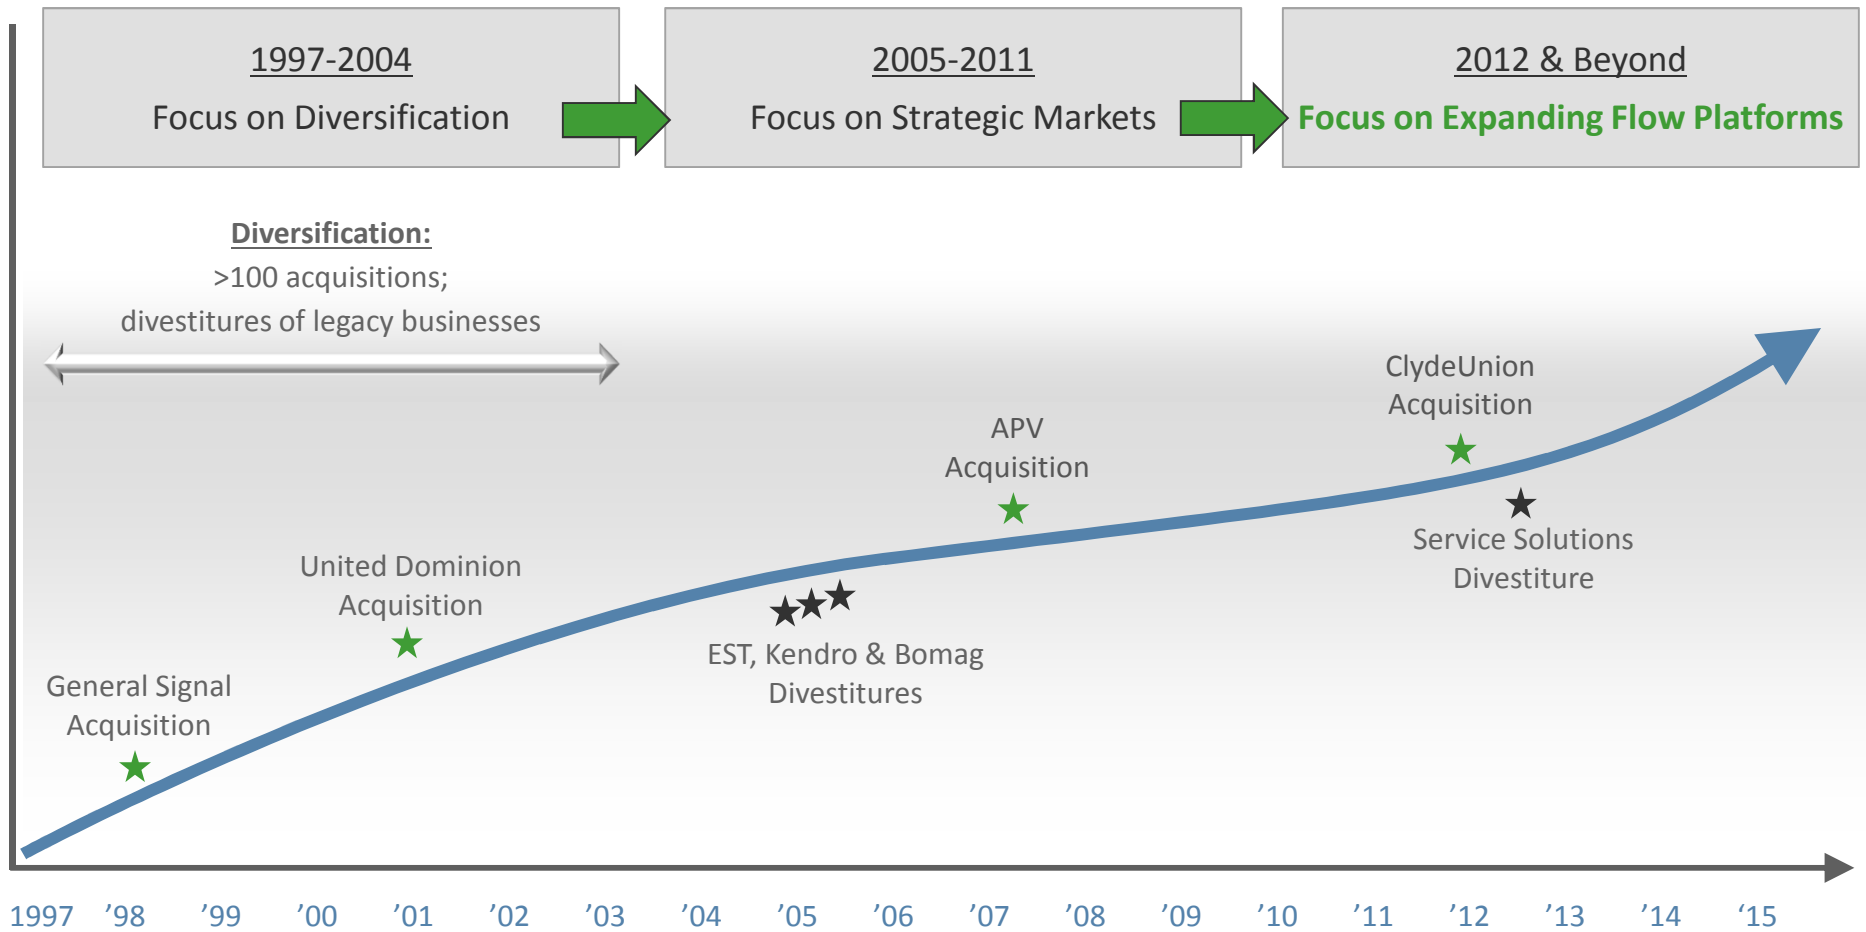 1997-2004
Focus on Diversification
2005-2011
Focus on Strategic Markets
2012 & Beyond
Focus on Expanding Flow Platforms
Diversification:
>100 acquisitions;
divestitures of legacy businesses
General Signal
Acquisition
United Dominion
Acquisition
EST, Kendro & Bomag
Divestitures
APV
Acquisition
ClydeUnion
Acquisition
Service Solutions
Divestiture
1997 ’98 ’99 ’00 ’01 ’02 ’03 ’04 ’05 ’06 ’07 ’08 ’09 ’10 ’11 ’12 ’13 ’14 ‘15